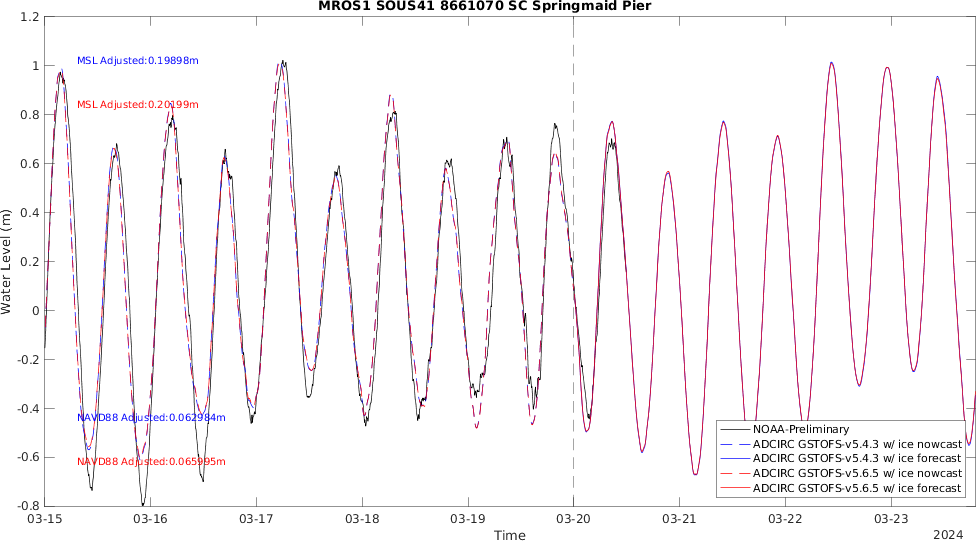 MROS1 SOUS41 8661070 SC Springmaid Pier
1.2
1
0.8
0.6
0.4
0.2
0
-0.2
-0.4
-0.6
-0.8
Water Level (m)
MSL Adjusted:0.19898m
MSL Adjusted:0.20199m
NAVD88 Adjusted:0.062984m
NAVD88 Adjusted:0.065995m
NOAA-Preliminary
ADCIRC GSTOFS-v5.4.3 w/ ice nowcast
ADCIRC GSTOFS-v5.4.3 w/ ice forecast
ADCIRC GSTOFS-v5.6.5 w/ ice nowcast
ADCIRC GSTOFS-v5.6.5 w/ ice forecast
03-15 03-16 03-17 03-18 03-19 03-20 03-21 03-22 03-23
Time
2024